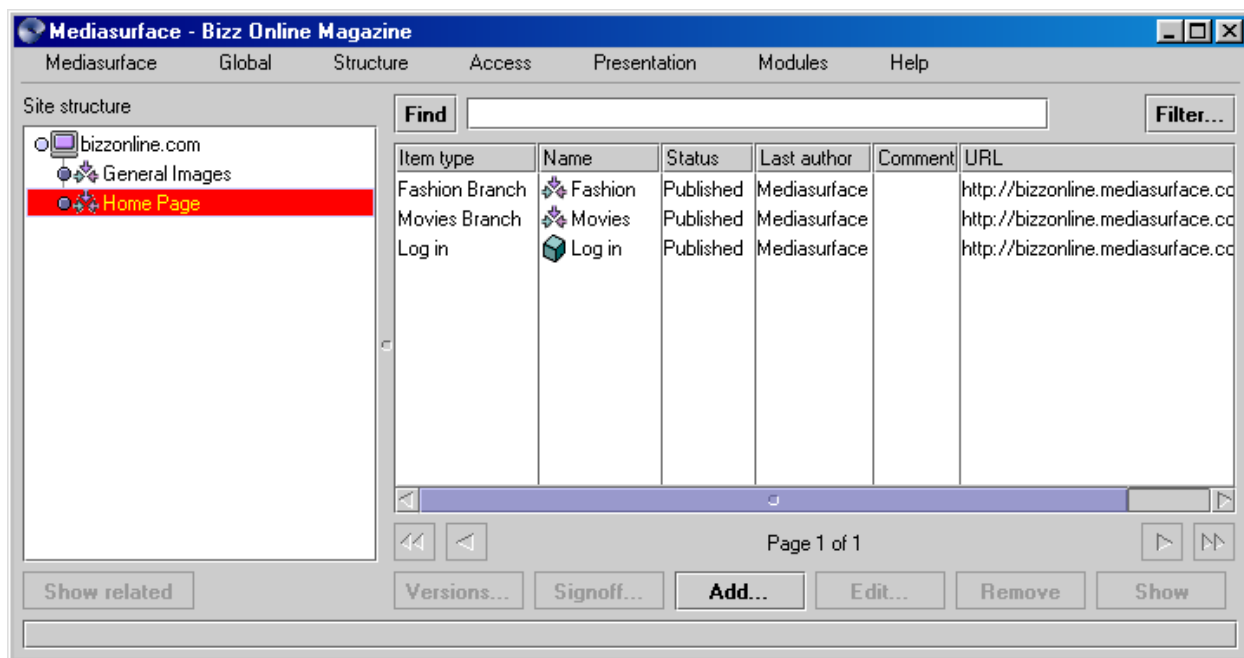 Mediasurface - Bizz Online Magazine
Mediasurface Global Structure Access Presentation Modules Help
Site structure
Find Filter...
bizzonline.com
General Images
Home Page
Item type Name Status Last author Comment URL
Fashion Branch Fashion Published Mediasurface http://bizzonline.mediasurface.co
Movies Branch Movies Published Mediasurface http://bizzonline.mediasurface.co
Log in Log in Published Mediasurface http://bizzonline.mediasurface.co
Page 1 of 1
Show related Versions... Signoff... Add... Edit... Remove Show